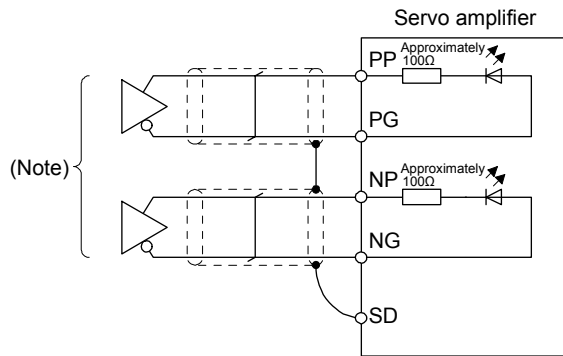 Servo amplifier
PP
Approximately
100Ω
PG
(Note)
NP
Approximately
100Ω
NG
SD